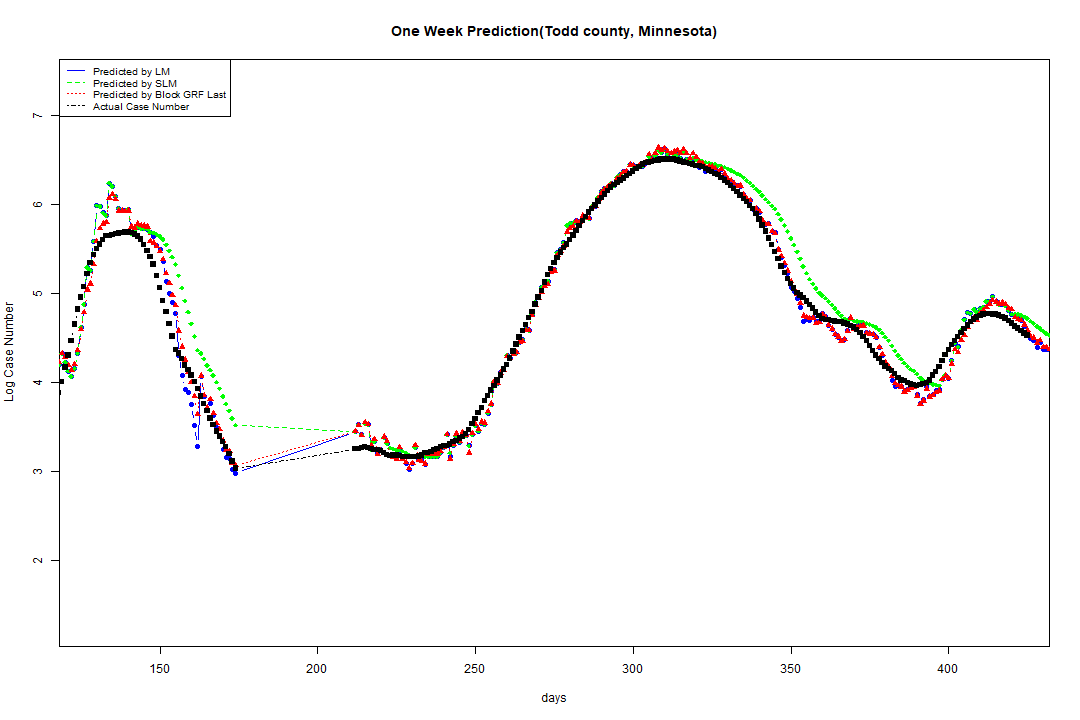 One Week Prediction(Todd county, Minnesota)
Predicted by LM
Predicted by SLM
Predicted by Block GRF Last
Actual Case Number
Log Case Number
7
6
5
4
3
2
150 200 250 300 350 400
days